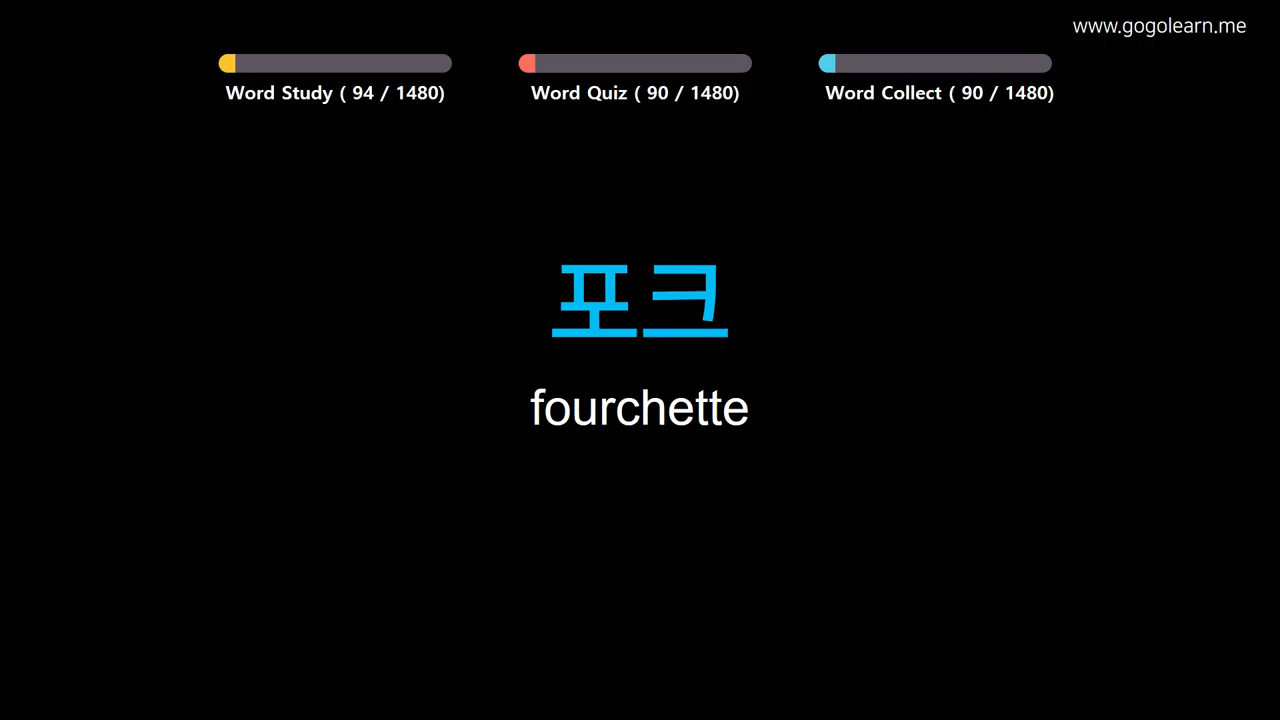 www.gogolearn.me
Word Study ( 94 / 1480)
Word Quiz ( 90 / 1480)
Word Collect ( 90 / 1480)
포크
fourchette